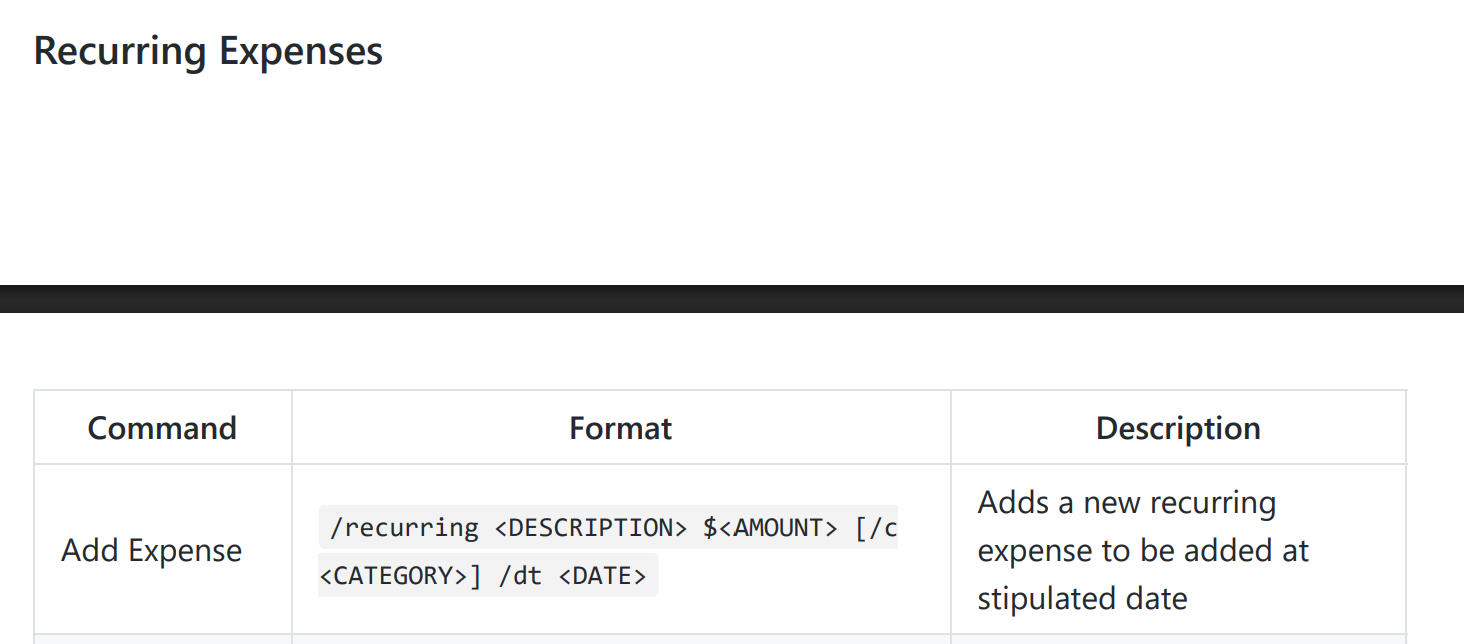 Recurring Expenses
Command Format Description
Add Expense
/recurring <DESCRIPTION> $<AMOUNT> [/c
<CATEGORY>] /dt <DATE>
Adds a new recurring
expense to be added at
stipulated date